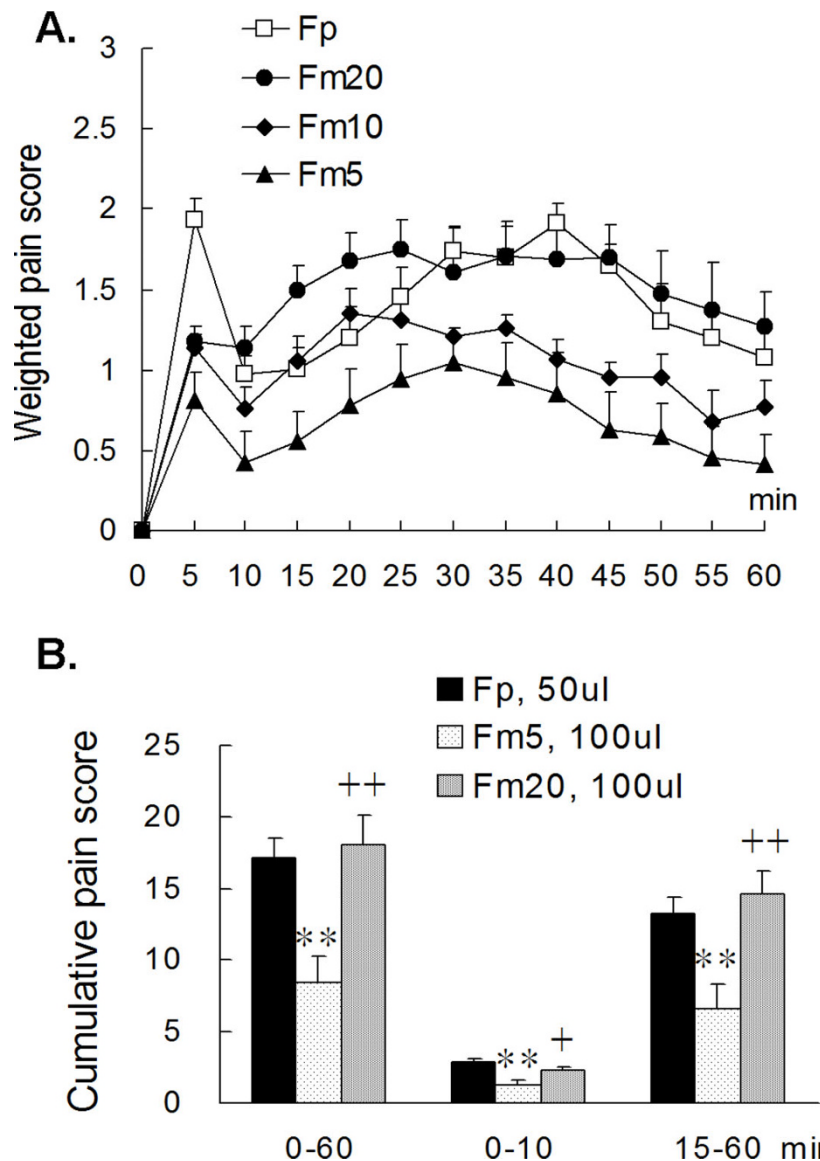 A.
Fp
Fm20
Fm10
Fm5
Weighted pain score
3
2.5
2
1.5
1
0.5
0
min
0 5 10 15 20 25 30 35 40 45 50 55 60
B.
Fp, 50ul
Fm5, 100ul
Fm20, 100ul
Cumulative pain score
25
20
15
10
5
0
++
**
** +
++
**
0-60 0-10 15-60 min